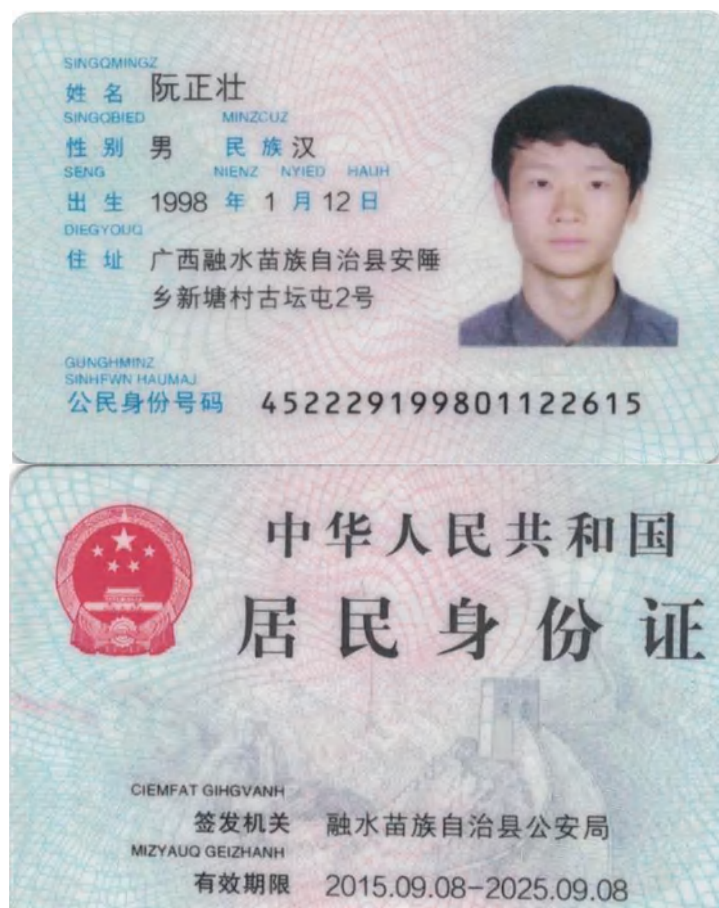 SINGQMINGZ
姓名 阮正壮
SINGQBIED MINZCUZ
性别 男 民族 汉
SENG NIENZ NYIED HAUH
出生 1998 年 1 月 12 日
DIEGYOUQ
住址 广西融水苗族自治县安陲
乡新塘村古坛屯2号
GUNGHMINZ
SINHFWN HAUMAJ
公民身份号码 452229199801122615
中华人民共和国
居民身份证
CIEMFAT GIHGVANH
签发机关 融水苗族自治县公安局
MIZYAUQ GEIZHANH
有效期限 2015.09.08-2025.09.08